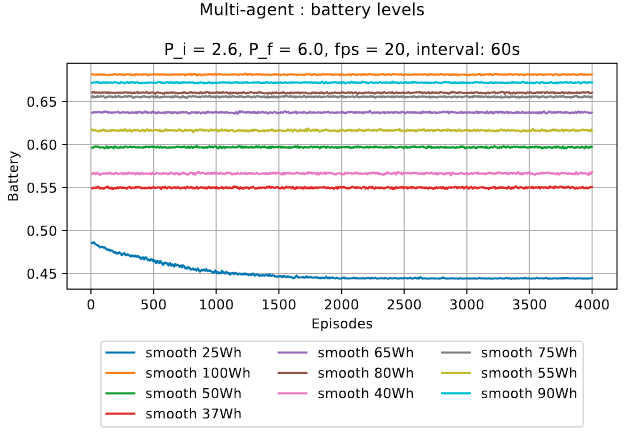 Multi-agent : battery levels
P_i = 2.6, P_f = 6.0, fps = 20, interval: 60s
Battery
0.65
0.60
0.55
0.50
0.45
0 500 1000 1500 2000 2500 3000 3500 4000
Episodes
smooth 25Wh smooth 65Wh smooth 75Wh
smooth 100Wh smooth 80Wh smooth 55Wh
smooth 50Wh smooth 40Wh smooth 90Wh
smooth 37Wh